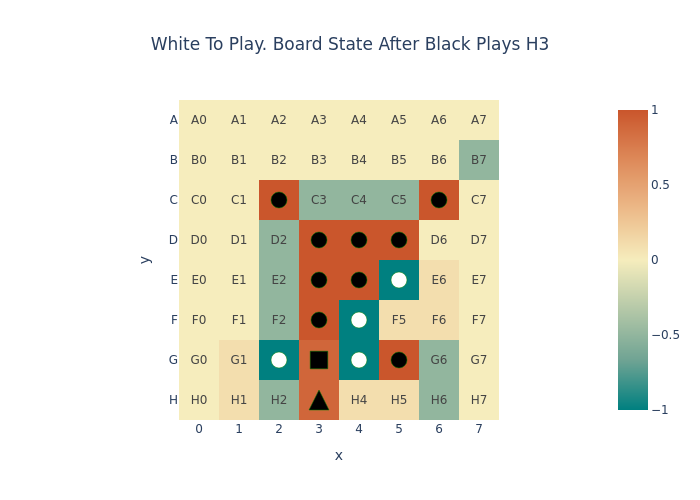 White To Play. Board State After Black Plays H3
A A0 A1 A2 A3 A4 A5 A6 A7
B B0 B1 B2 B3 B4 B5 B6 B7
C C0 C1 C3 C4 C5 C7
D D0 D1 D2 D6 D7
E E0 E1 E2 E6 E7
F F0 F1 F2 F5 F6 F7
G G0 G1 G6 G7
H H0 H1 H2 H4 H5 H6 H7
0 1 2 3 4 5 6 7
x
y
1
0.5
0
−0.5
−1